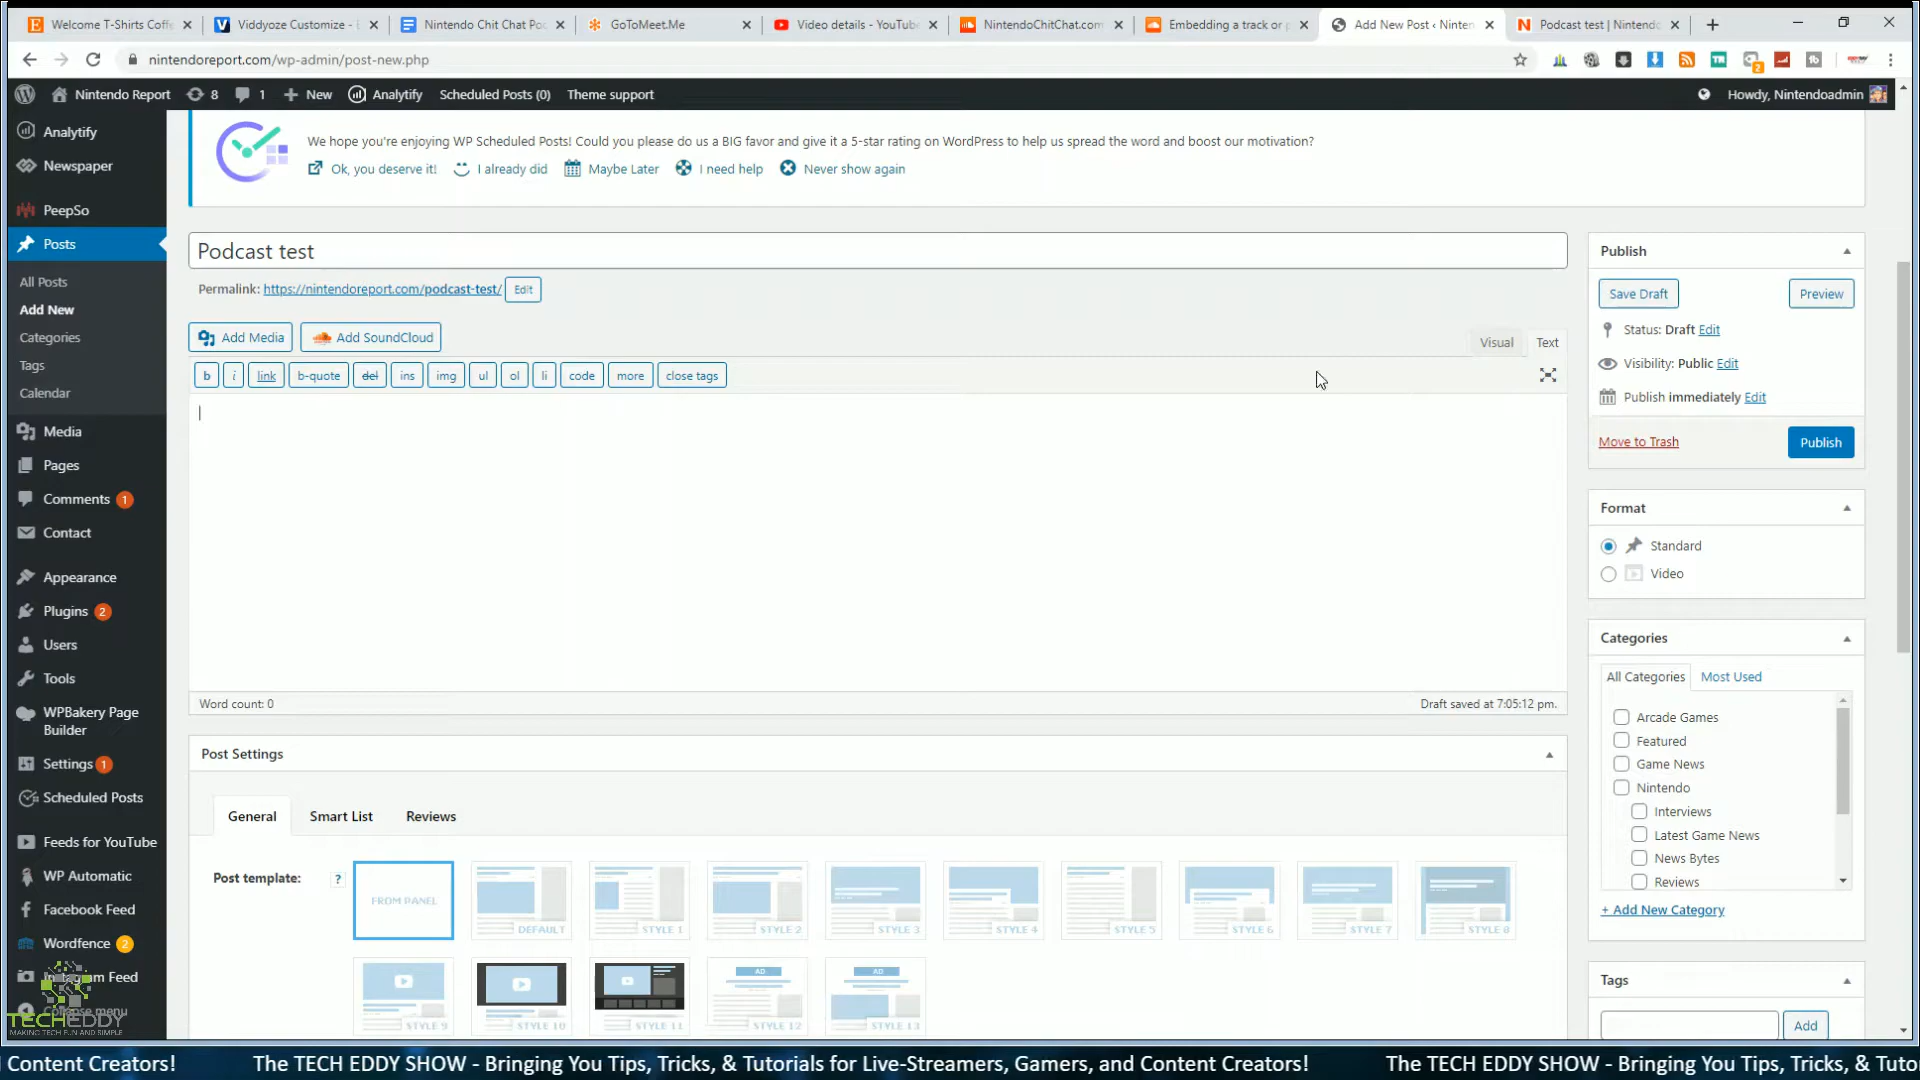 Welcome T-Shirts Coffe
Viddyoze Customize - E
Nintendo Chit Chat Poc
GoToMeet.Me
Video details - YouTube
NintendoChitChat.com
Embedding a track or p
Add New Post ‹ Ninten
Podcast test | Nintendo
nintendoreport.com/wp-admin/post-new.php
Nintendo Report 8 1 New Analytify Scheduled Posts (0) Theme support
Howdy, Nintendoadmin
Analytify
Newspaper
PeepSo
Posts
All Posts
Add New
Categories
Tags
Calendar
Media
Pages
Comments 1
Contact
Appearance
Plugins 2
Users
Tools
WPBakery Page
Builder
Settings 1
Scheduled Posts
Feeds for YouTube
WP Automatic
Facebook Feed
Wordfence 2
Instagram Feed
Collapse menu
TECHEDDY
MAKING TECH FUN AND SIMPLE
We hope you're enjoying WP Scheduled Posts! Could you please do us a BIG favor and give it a 5-star rating on WordPress to help us spread the word and boost our motivation?
Ok, you deserve it! I already did Maybe Later I need help Never show again
Podcast test
Permalink: https://nintendoreport.com/podcast-test/ Edit
Add Media Add SoundCloud
Visual Text
b i link b-quote del ins img ul ol li code more close tags
Word count: 0
Draft saved at 7:05:12 pm.
Post Settings
General Smart List Reviews
Post template: ?
FROM PANEL
DEFAULT
STYLE 1
STYLE 2
STYLE 3
STYLE 4
STYLE 5
STYLE 6
STYLE 7
STYLE 8
STYLE 9
STYLE 10
STYLE 11
AD
STYLE 12
AD
STYLE 13
Publish
Save Draft Preview
Status: Draft Edit
Visibility: Public Edit
Publish immediately Edit
Move to Trash Publish
Format
Standard
Video
Categories
All Categories Most Used
Arcade Games
Featured
Game News
Nintendo
Interviews
Latest Game News
News Bytes
Reviews
+ Add New Category
Tags
Add
Content Creators! The TECH EDDY SHOW - Bringing You Tips, Tricks, & Tutorials for Live-Streamers, Gamers, and Content Creators! The TECH EDDY SHOW - Bringing You Tips, Tricks, & Tuto